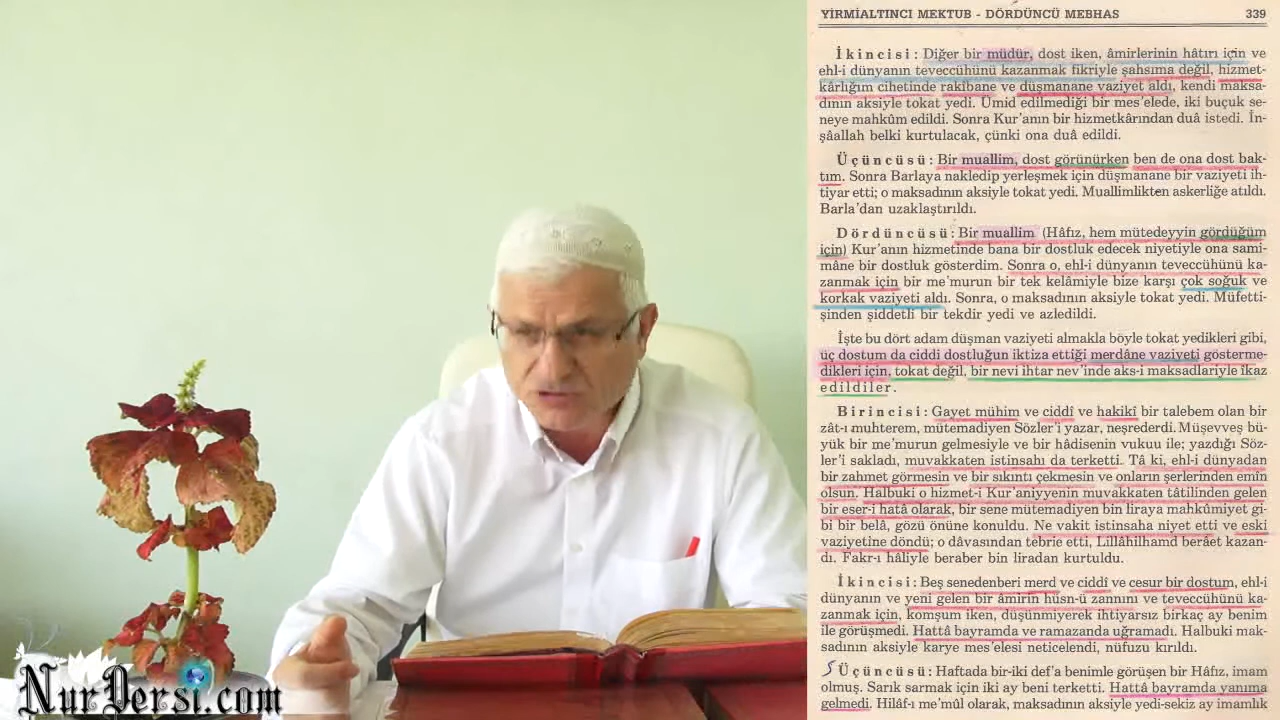 YİRMİALTINCI MEKTUB - DÖRDÜNCÜ MEBHAS 339
İkincisi: Diğer bir müdür, dost iken, âmirlerinin hâtırı için ve
ehl-i dünyanın teveccühünü kazanmak fikriyle şahsıma değil, hizmet-
kârlığım cihetinde rakîbane ve düşmanane vaziyet aldı, kendi maksa-
dının aksiyle tokat yedi. Ümid edilmediği bir mes'elede, iki buçuk se-
neye mahkûm edildi. Sonra Kur'anın bir hizmetkârından duâ istedi. İn-
şâallah belki kurtulacak, çünki ona duâ edildi.
Üçüncüsü: Bir muallim, dost görünürken ben de ona dost bak-
tım. Sonra Barlaya nakledip yerleşmek için düşmanane bir vaziyeti ih-
tiyar etti; o maksadının aksiyle tokat yedi. Muallimlikten askerliğe atıldı.
Barla'dan uzaklaştırıldı.
Dördüncüsü: Bir muallim (Hâfız, hem mütedeyyin gördüğüm
için) Kur'anın hizmetinde bana bir dostluk edecek niyetiyle ona sami-
mâne bir dostluk gösterdim. Sonra o, ehl-i dünyanın teveccühünü ka-
zanmak için bir me'murun bir tek kelâmiyle bize karşı çok soğuk ve
korkak vaziyeti aldı. Sonra, o maksadının aksiyle tokat yedi. Müfetti-
şinden şiddetli bir tekdir yedi ve azledildi.
İşte bu dört adam düşman vaziyeti almakla böyle tokat yedikleri gibi,
üç dostum da ciddi dostluğun iktiza ettiği merdâne vaziyeti gösterme-
dikleri için, tokat değil, bir nevi ihtar nev'inde aks-i maksadlariyle îkaz
edildiler.
Birincisi: Gayet mühim ve ciddî ve hakikî bir talebem olan bir
zât-ı muhterem, mütemadiyen Sözler'i yazar, neşrederdi. Müşevveş bü-
yük bir me'murun gelmesiyle ve bir hâdisenin vukuu ile; yazdığı Söz-
ler'i sakladı, muvakkaten istinsahı da terketti. Tâ ki, ehl-i dünyadan
bir zahmet görmesin ve bir sıkıntı çekmesin ve onların şerlerinden emin
olsun. Halbuki o hizmet-i Kur'aniyyenin muvakkaten tâtilinden gelen
bir eser-i hatâ olarak, bir sene mütemadiyen bin liraya mahkûmiyet gi-
bi bir belâ, gözü önüne konuldu. Ne vakit istinsaha niyet etti ve eski
vaziyetine döndü; o dâvasından tebrie etti, Lillâhilhamd berâet kazan-
dı. Fakr-ı hâliyle beraber bin liradan kurtuldu.
İkincisi: Beş senedenberi merd ve ciddî ve cesur bir dostum, ehl-i
dünyanın ve yeni gelen bir âmirin hüsn-ü zannını ve teveccühünü ka-
zanmak için, komşum iken, düşünmiyerek ihtiyarsız birkaç ay benim
ile görüşmedi. Hattâ bayramda ve ramazanda uğramadı. Halbuki mak-
sadının aksiyle karye mes'elesi neticelendi, nüfuzu kırıldı.
Üçüncüsü: Haftada bir-iki def'a benimle görüşen bir Hâfız, imam
olmuş. Sarık sarmak için iki ay beni terketti. Hattâ bayramda yanıma
gelmedi. Hilâf-ı me'mûl olarak, maksadının aksiyle yedi-sekiz ay imamlık
NurDersi.com